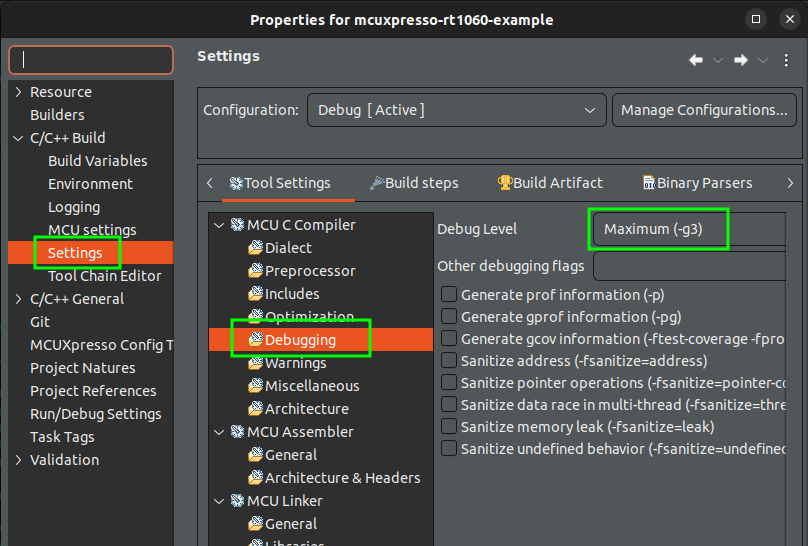 Properties for mcuxpresso-rt1060-example
Resource
Builders
C/C++ Build
Build Variables
Environment
Logging
MCU settings
Settings
Tool Chain Editor
C/C++ General
Git
MCUXpresso Config T
Project Natures
Project References
Run/Debug Settings
Task Tags
Validation
Settings
Configuration: Debug [ Active ] Manage Configurations...
Tool Settings Build steps Build Artifact Binary Parsers
MCU C Compiler
Dialect
Preprocessor
Includes
Optimization
Debugging
Warnings
Miscellaneous
Architecture
MCU Assembler
General
Architecture & Headers
MCU Linker
General
Libraries
Debug Level Maximum (-g3)
Other debugging flags
Generate prof information (-p)
Generate gprof information (-pg)
Generate gcov information (-ftest-coverage -fpro
Sanitize address (-fsanitize=address)
Sanitize pointer operations (-fsanitize=pointer-co
Sanitize data race in multi-thread (-fsanitize=thre
Sanitize memory leak (-fsanitize=leak)
Sanitize undefined behavior (-fsanitize=undefined